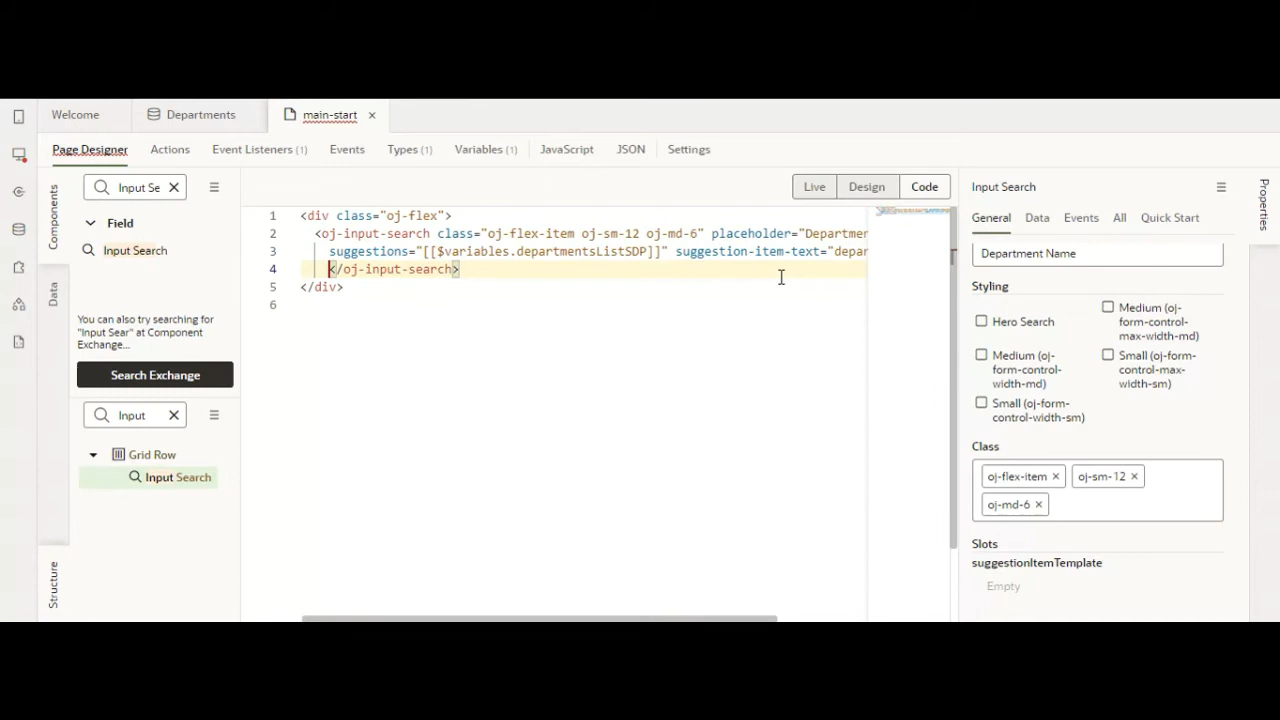 Welcome
Departments
main-start
Page Designer
Actions
Event Listeners (1)
Events
Types (1)
Variables (1)
JavaScript
JSON
Settings
Components
Data
Structure
Input Se
Field
Input Search
You can also try searching for
"Input Sear" at Component
Exchange...
Search Exchange
Input
Grid Row
Input Search
Live
Design
Code
1 <div class="oj-flex">
2 <oj-input-search class="oj-flex-item oj-sm-12 oj-md-6" placeholder="Departmen
3 suggestions="[[$variables.departmentsListSDP]]" suggestion-item-text="depar
4 </oj-input-search>
5 </div>
6
Input Search
Properties
General
Data
Events
All
Quick Start
Department Name
Styling
Hero Search
Medium (oj-
form-control-
max-width-md)
Medium (oj-
form-control-
width-md)
Small (oj-form-
control-max-
width-sm)
Small (oj-form-
control-width-sm)
Class
oj-flex-item
oj-sm-12
oj-md-6
Slots
suggestionItemTemplate
Empty